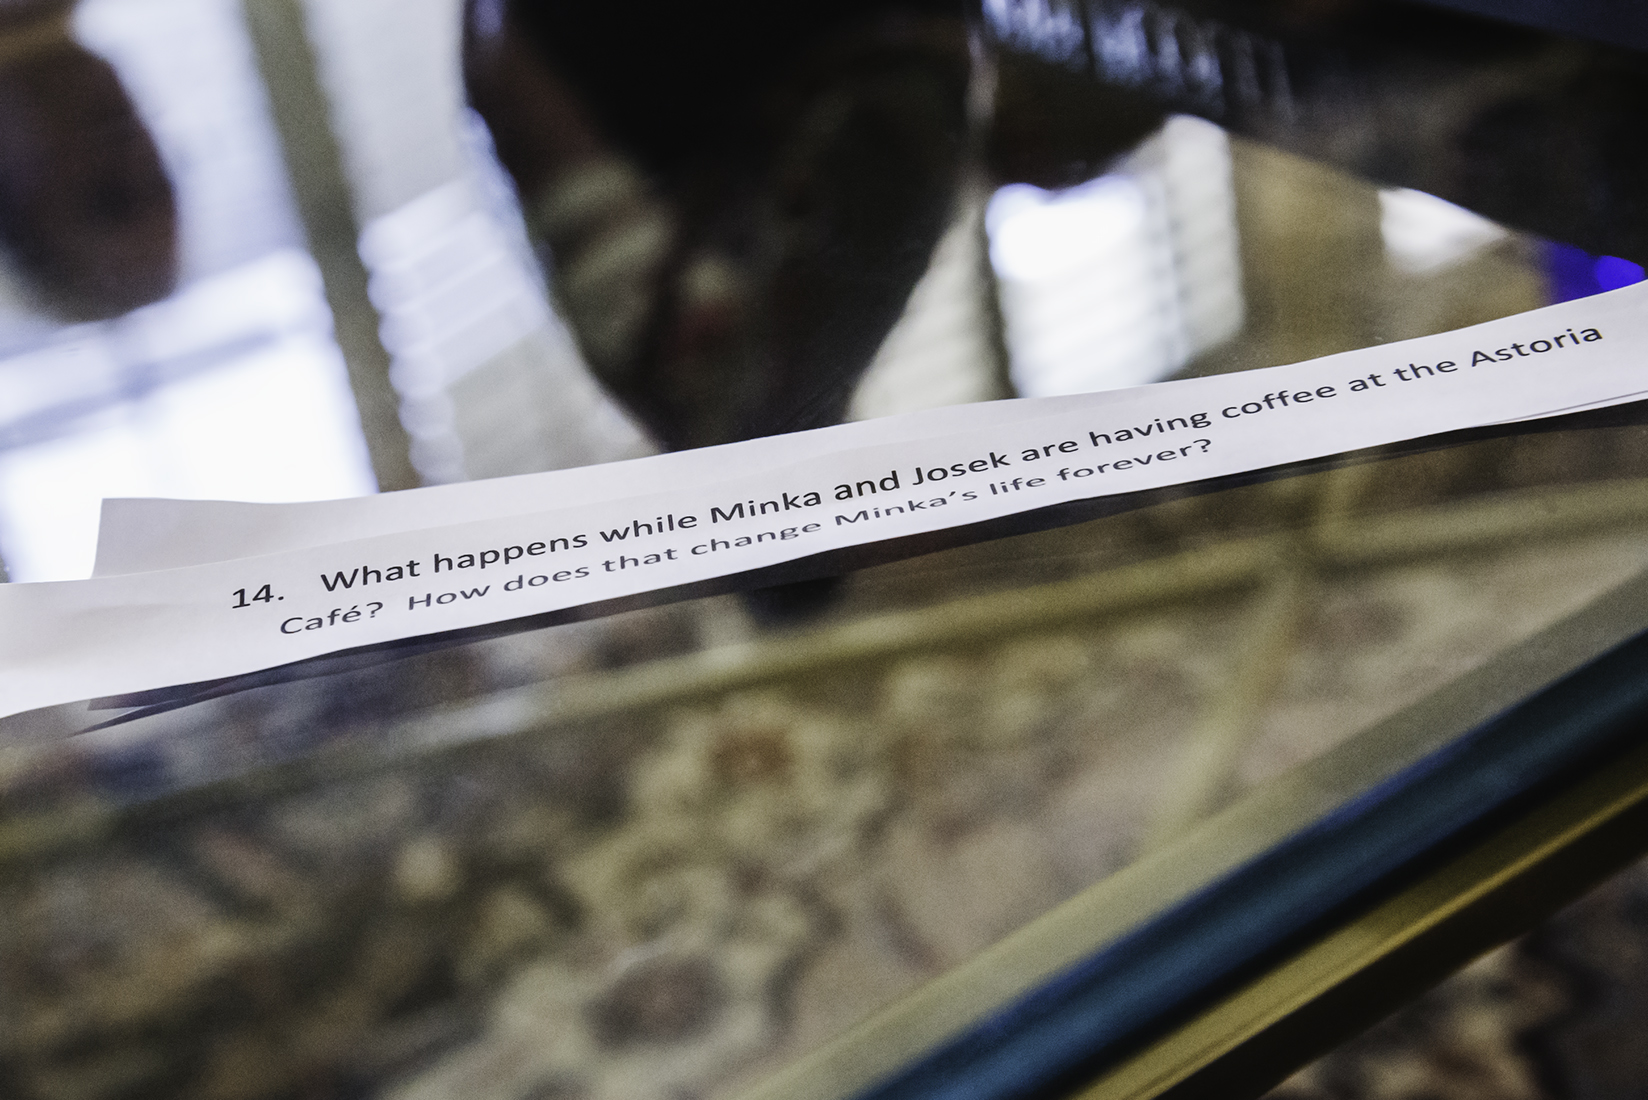 14. What happens while Minka and Josek are having coffee at the Astoria
Café? How does that change Minka's life forever?